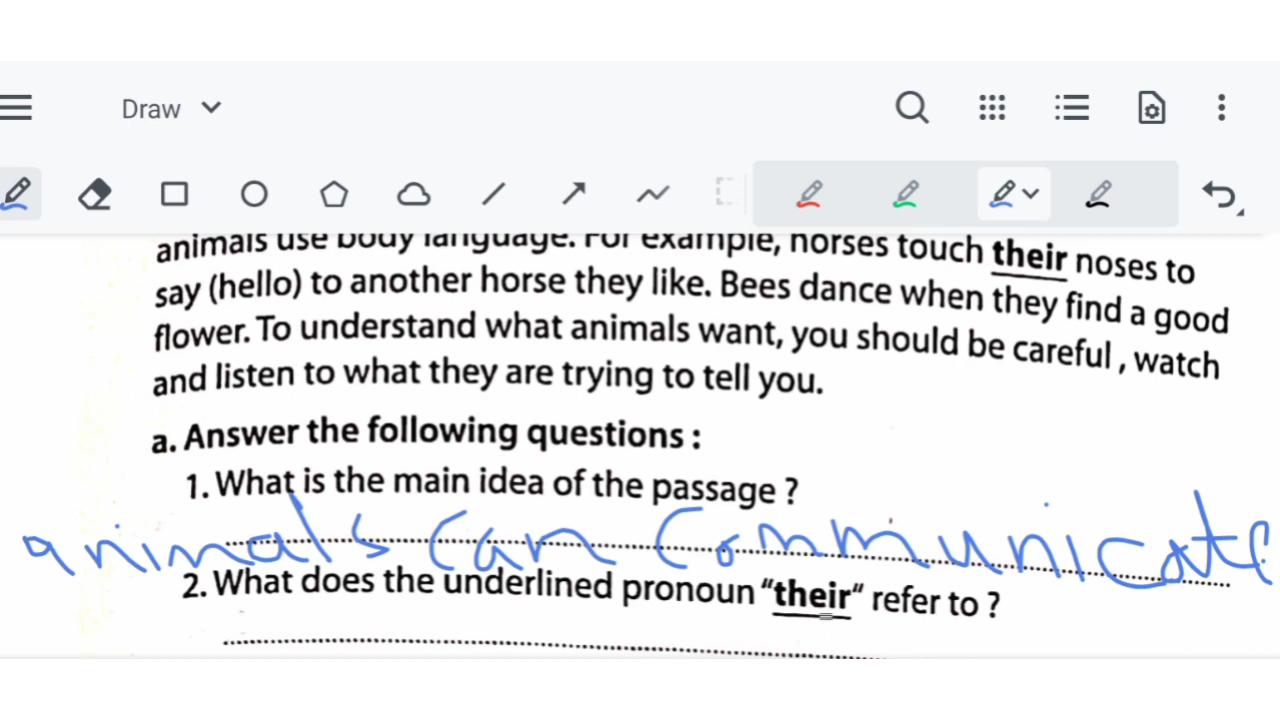 Draw
animals use body language. For example, horses touch their noses to
say (hello) to another horse they like. Bees dance when they find a good
flower. To understand what animals want, you should be careful , watch
and listen to what they are trying to tell you.
a. Answer the following questions :
1. What is the main idea of the passage ?
animals can communicate
2. What does the underlined pronoun “their“ refer to ?